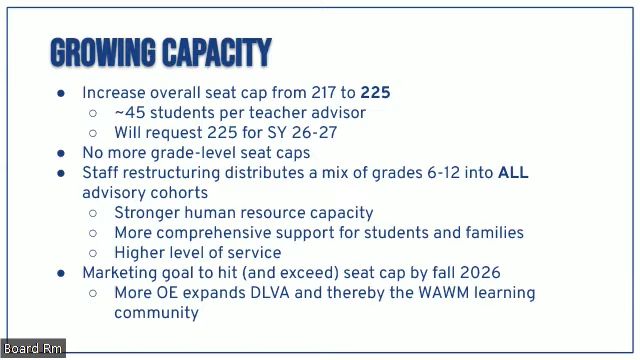 GROWING CAPACITY
● Increase overall seat cap from 217 to 225
○ ~45 students per teacher advisor
○ Will request 225 for SY 26-27
● No more grade-level seat caps
● Staff restructuring distributes a mix of grades 6-12 into ALL
advisory cohorts
○ Stronger human resource capacity
○ More comprehensive support for students and families
○ Higher level of service
● Marketing goal to hit (and exceed) seat cap by fall 2026
○ More OE expands DLVA and thereby the WAWM learning
community
Board Rm